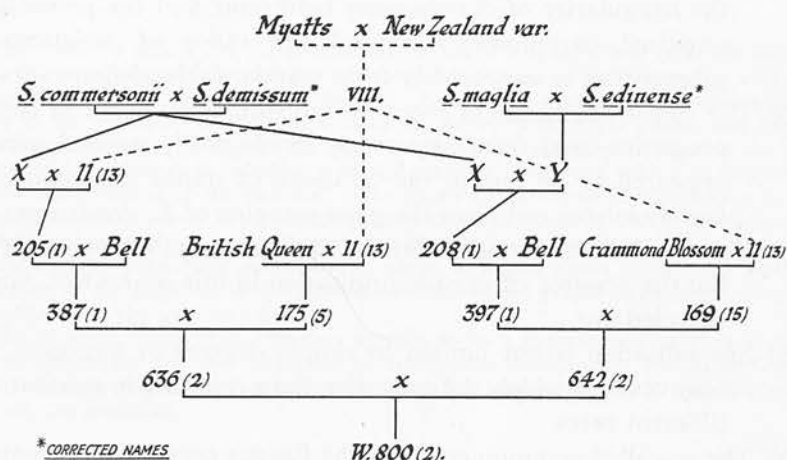 Myatts x New Zealand var.
S. commersonii x S. demissum* VIII. S. maglia x S. edinense*
X x 11 (13) X x Y
205 (1) x Bell British Queen x 11 (13) 208 (1) x Bell Crammond Blossom x 11 (13)
387 (1) x 175 (5) 397 (1) x 169 (15)
636 (2) x 642 (2)
*CORRECTED NAMES W. 800 (2).